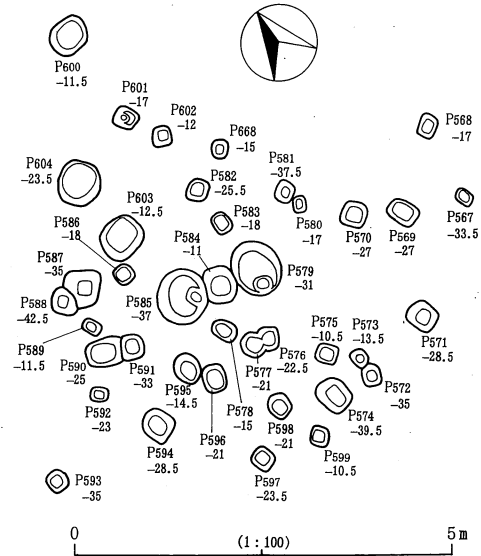 P600
-11.5
P601
-17
P602
-12
P668
-15
P568
-17
P604
-23.5
P582
-25.5
P581
-37.5
P603
-12.5
P583
-18
P580
-17
P570
-27
P569
-27
P567
-33.5
P586
-18
P584
-11
P587
-35
P579
-31
P588
-42.5
P585
-37
P571
-28.5
P589
-11.5
P575
-10.5
P573
-13.5
P576
-22.5
P577
-21
P590
-25
P591
-33
P595
-14.5
P572
-35
P574
-39.5
P592
-23
P578
-15
P596
-21
P598
-21
P599
-10.5
P594
-28.5
P597
-23.5
P593
-35
0
(1:100)
5m